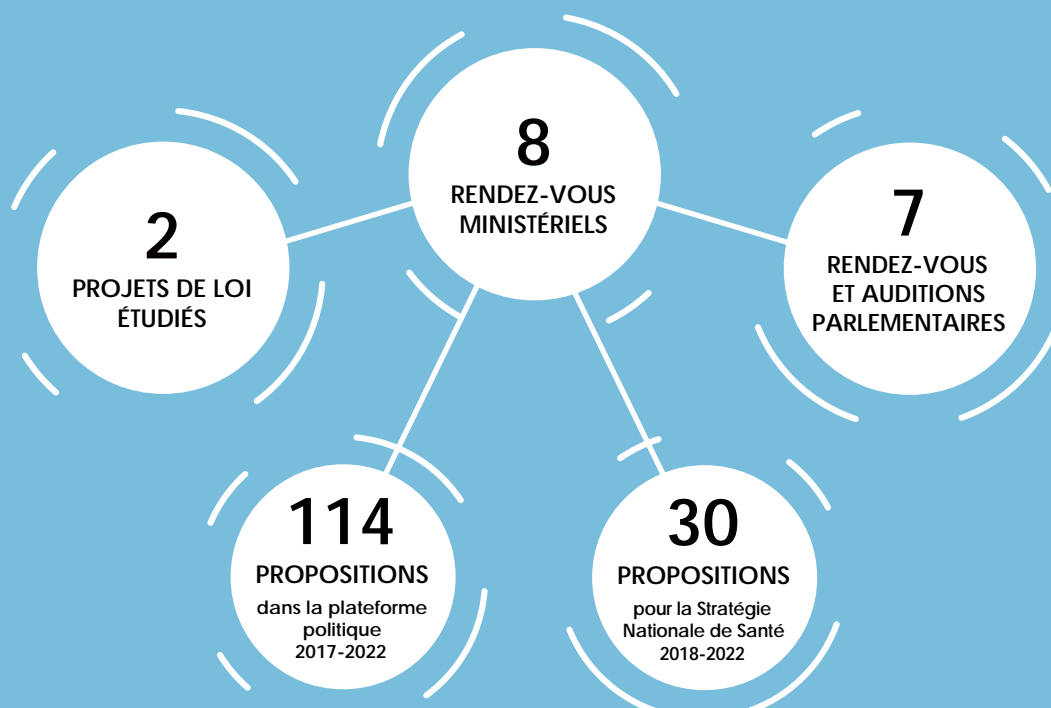 8
RENDEZ-VOUS
MINISTÉRIELS
2
PROJETS DE LOI
ÉTUDIÉS
7
RENDEZ-VOUS
ET AUDITIONS
PARLEMENTAIRES
114
PROPOSITIONS
dans la plateforme
politique
2017-2022
30
PROPOSITIONS
pour la Stratégie
Nationale de Santé
2018-2022